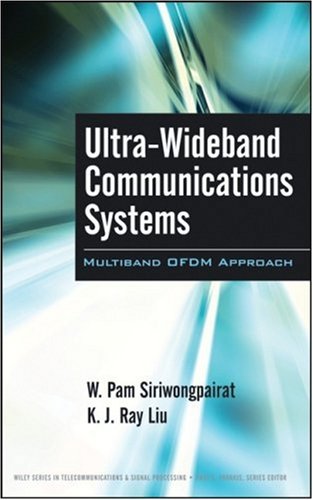 Ultra-Wideband
Communications
Systems
MULTIBAND OFDM APPROACH
W. Pam Siriwongpairat
K. J. Ray Liu
WILEY SERIES IN TELECOMMUNICATIONS & SIGNAL PROCESSING • SERIES EDITOR